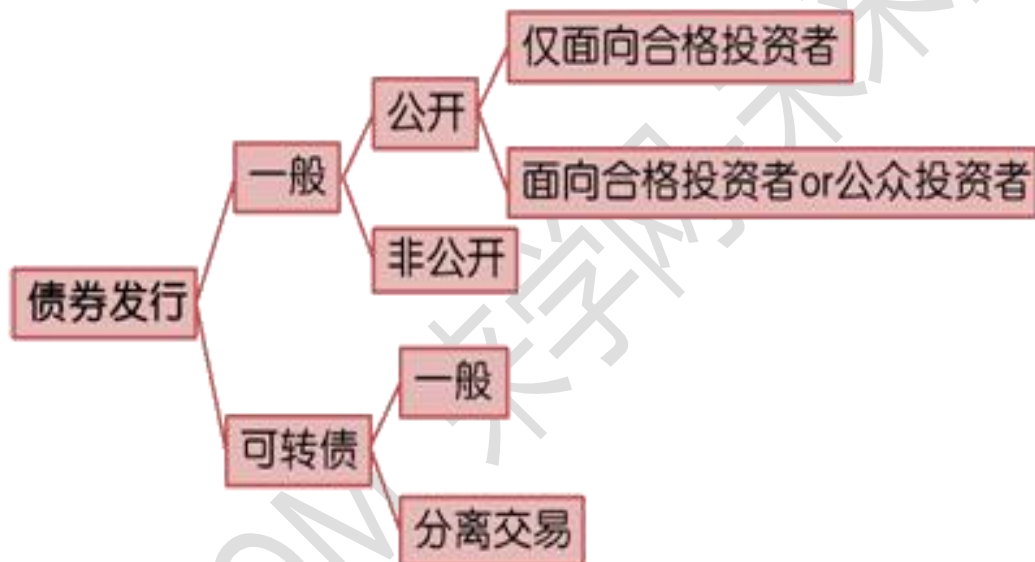 仅面向合格投资者
公开
一般
面向合格投资者or公众投资者
非公开
债券发行
一般
可转债
分离交易